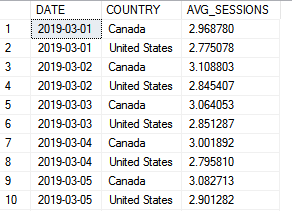 DATE COUNTRY AVG_SESSIONS
1 2019-03-01 Canada 2.968780
2 2019-03-01 United States 2.775078
3 2019-03-02 Canada 3.108803
4 2019-03-02 United States 2.845407
5 2019-03-03 Canada 3.064053
6 2019-03-03 United States 2.851287
7 2019-03-04 Canada 3.001892
8 2019-03-04 United States 2.795810
9 2019-03-05 Canada 3.082713
10 2019-03-05 United States 2.901282